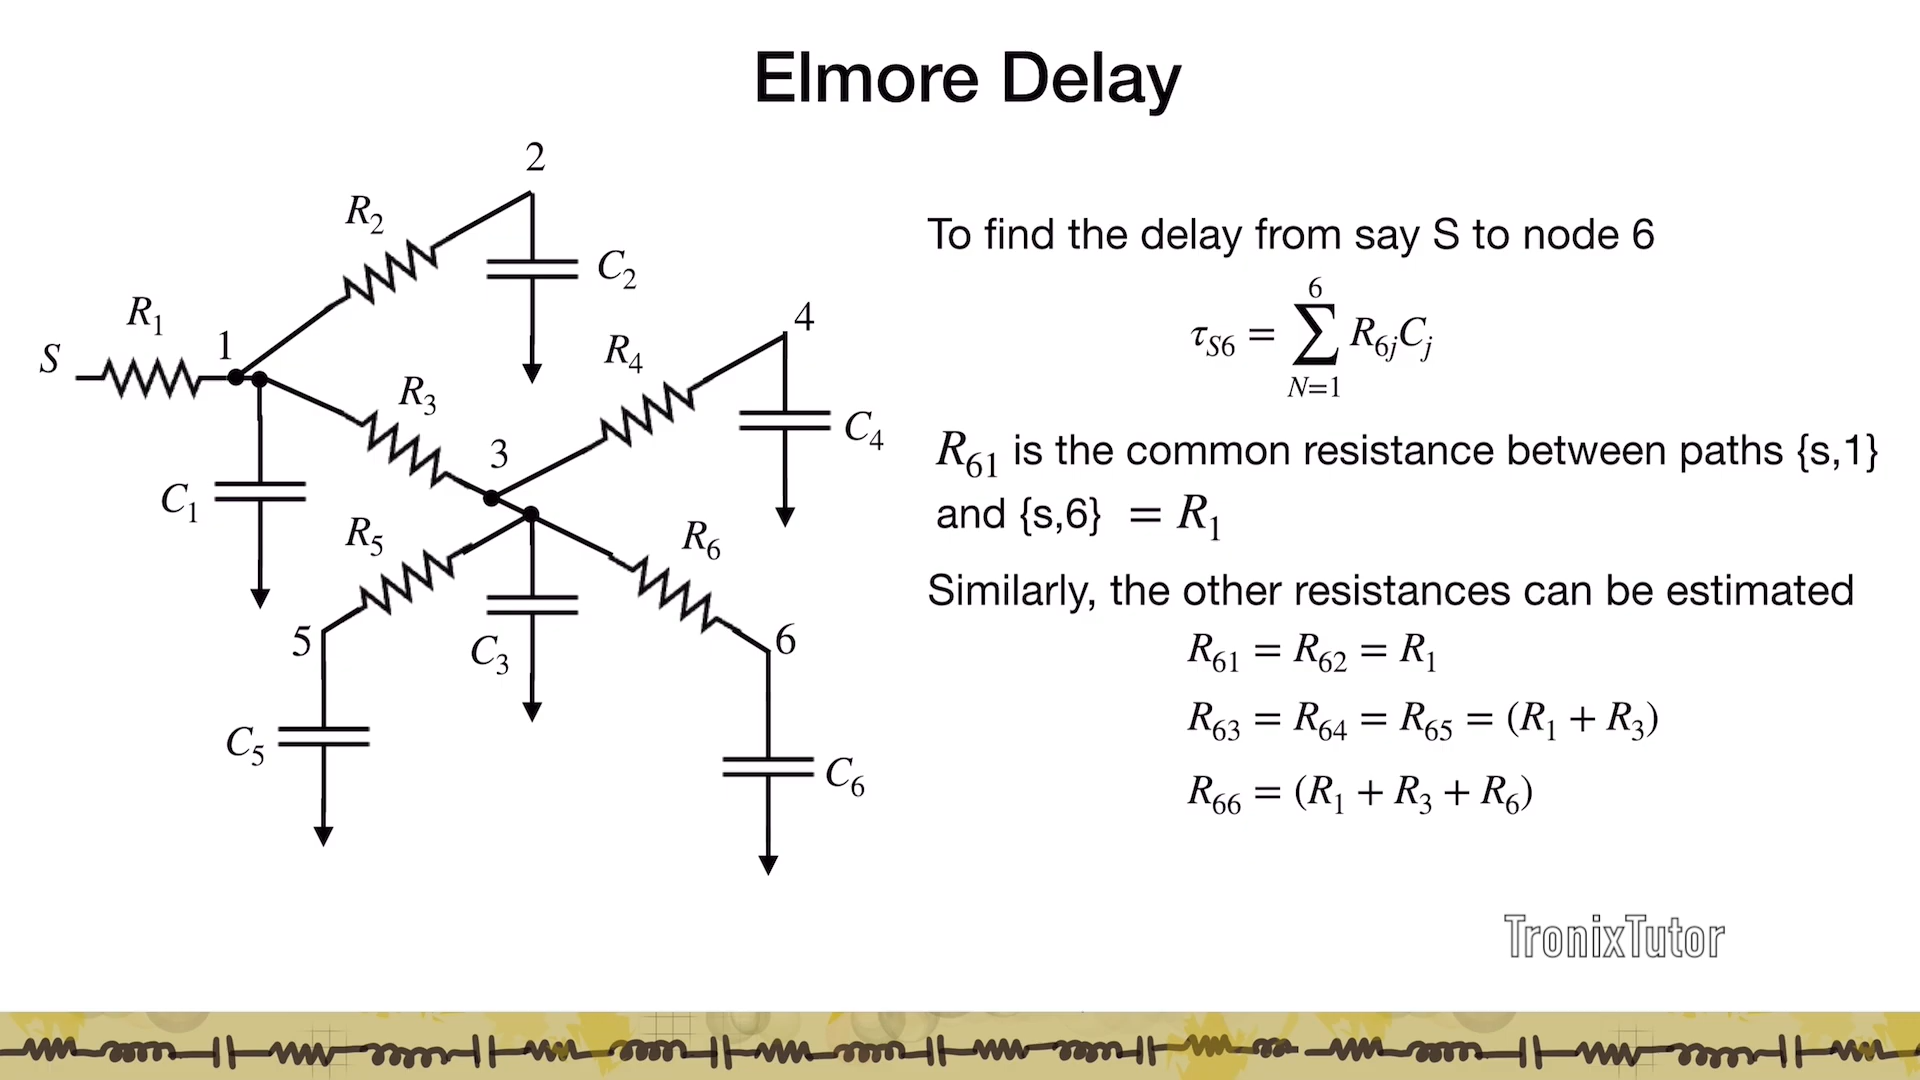 Elmore Delay
2
R₂
C₂
R₁
S
1
4
R₄
R₃
C₄
3
C₁
R₅
R₆
5
C₃
6
C₅
C₆
To find the delay from say S to node 6
6
τ_S6 = ∑ R_6j C_j
N=1
R₆₁ is the common resistance between paths {s,1}
and {s,6} = R₁
Similarly, the other resistances can be estimated
R₆₁ = R₆₂ = R₁
R₆₃ = R₆₄ = R₆₅ = (R₁ + R₃)
R₆₆ = (R₁ + R₃ + R₆)
TronixTutor